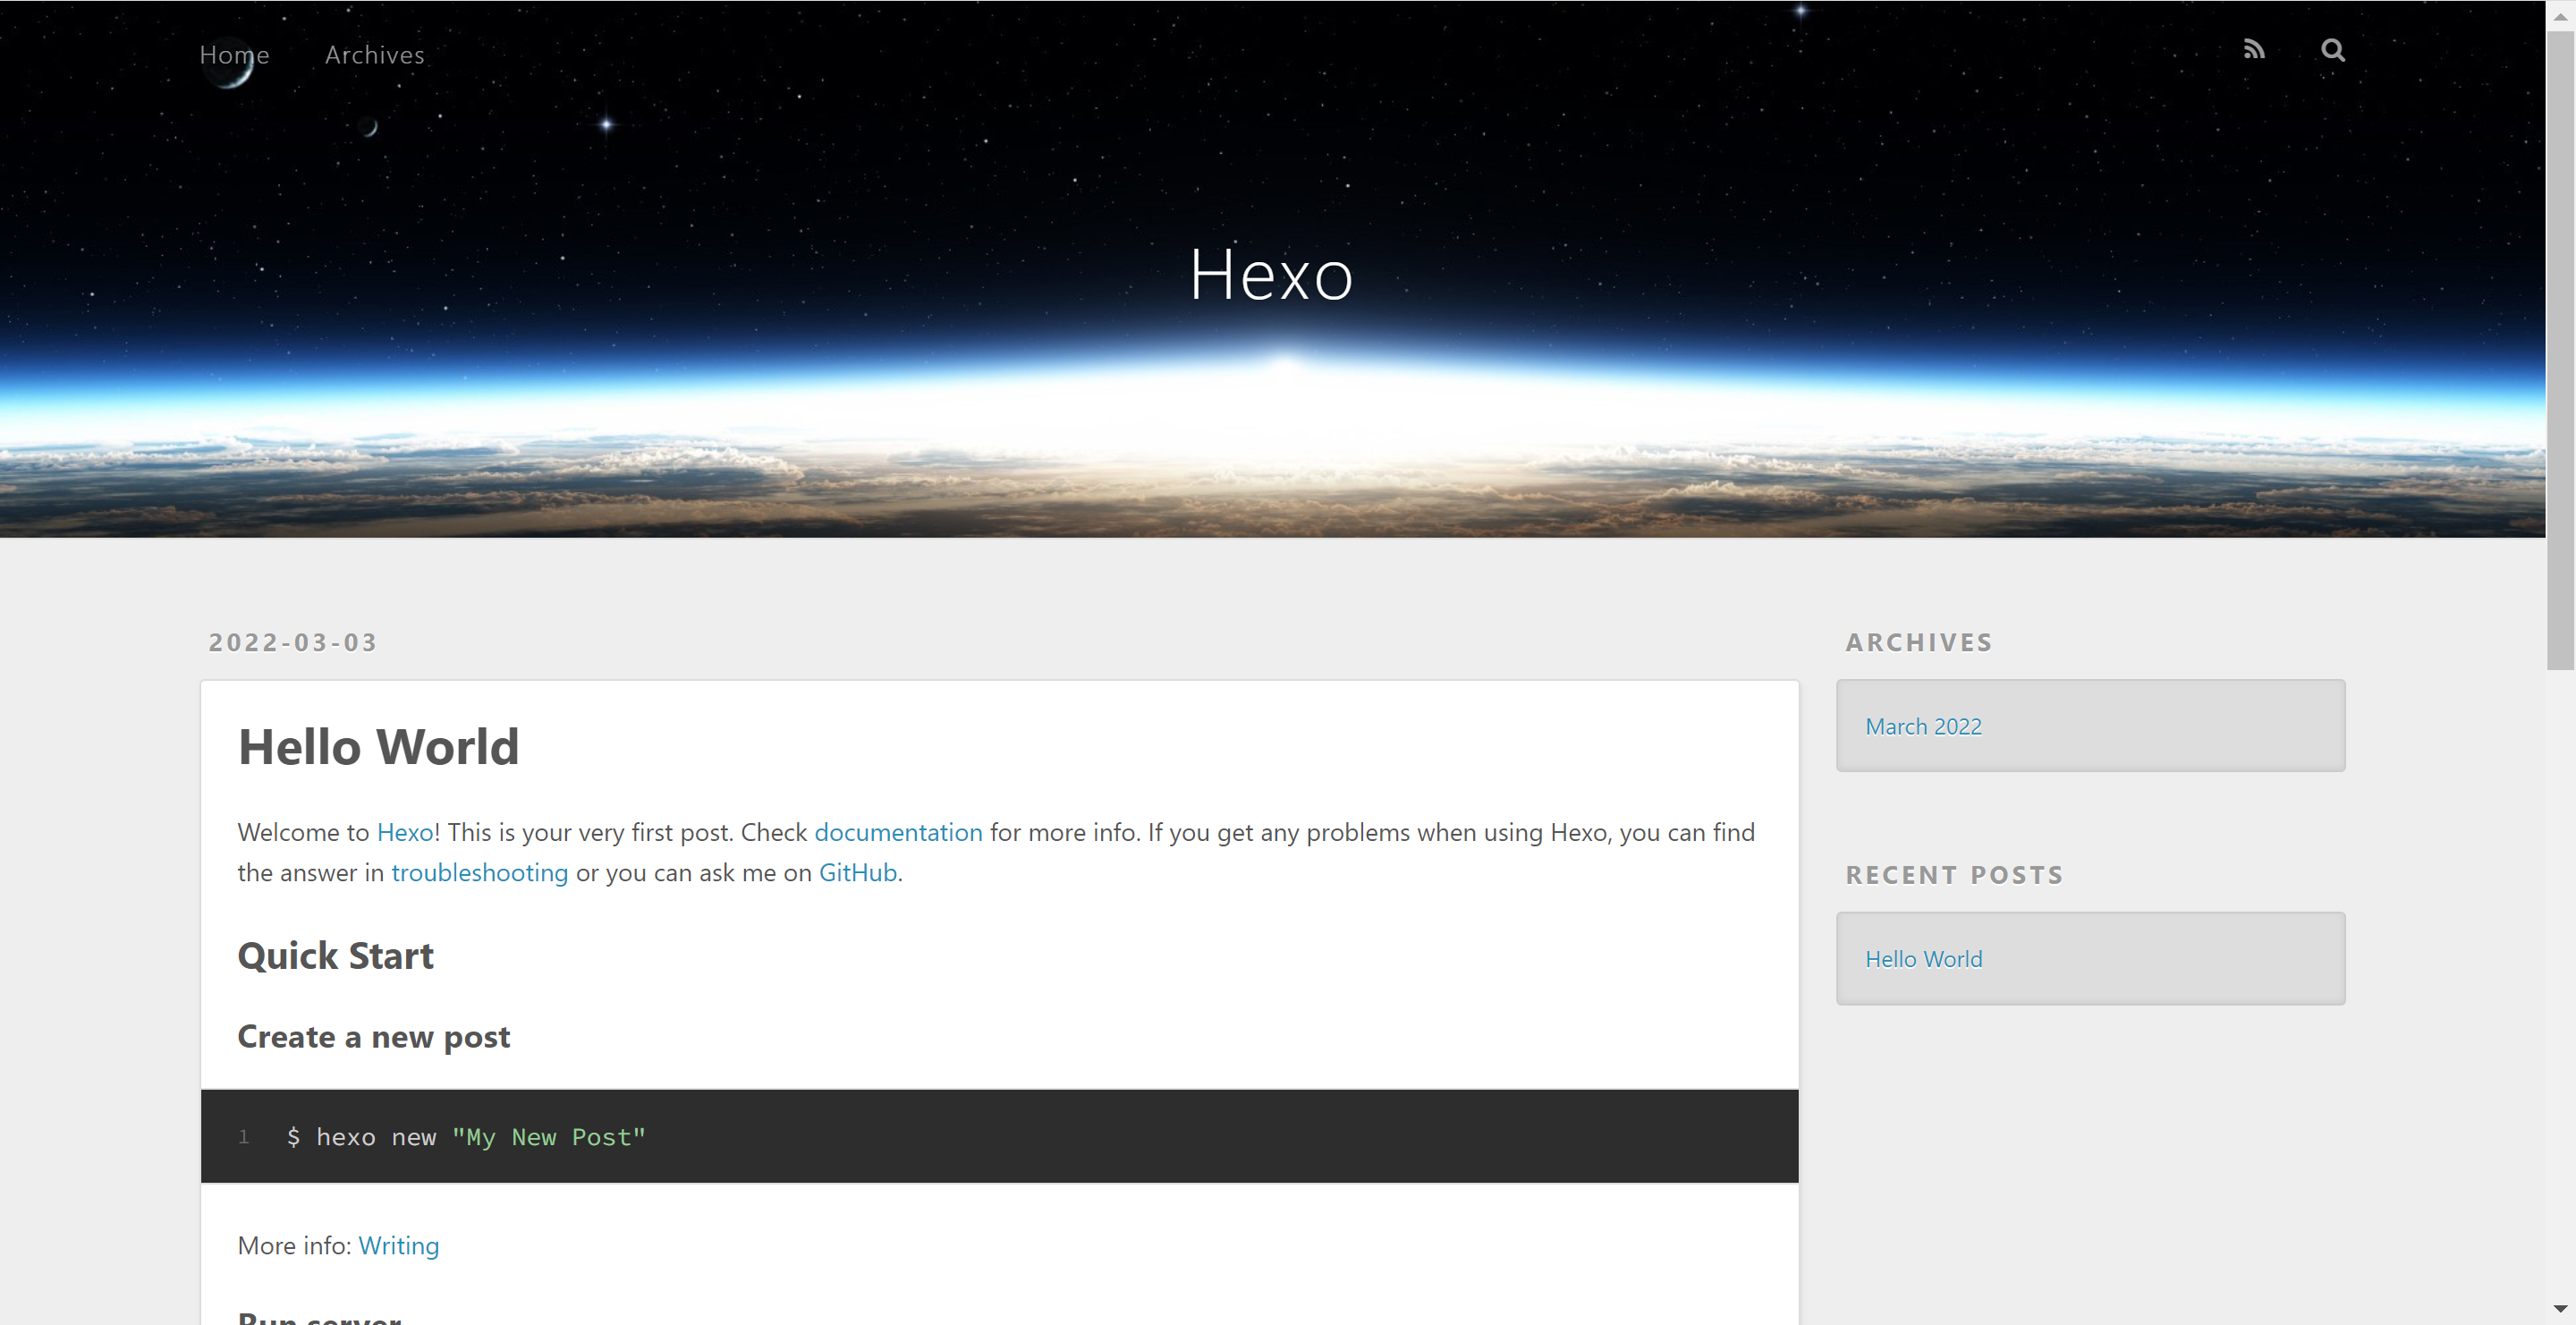 Home Archives
Hexo
2022-03-03
Hello World
Welcome to Hexo! This is your very first post. Check documentation for more info. If you get any problems when using Hexo, you can find
the answer in troubleshooting or you can ask me on GitHub.
Quick Start
Create a new post
1 $ hexo new "My New Post"
More info: Writing
Run server
ARCHIVES
March 2022
RECENT POSTS
Hello World